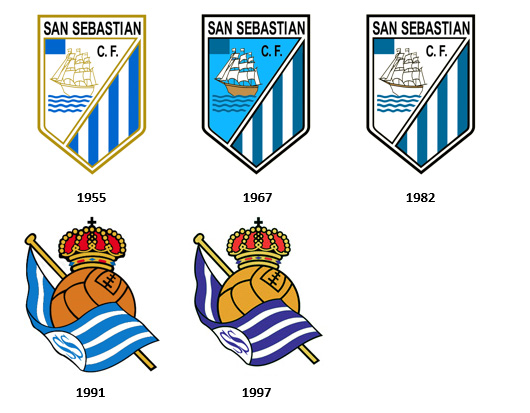 SAN SEBASTIAN
C. F.
SAN SEBASTIAN
C. F.
SAN SEBASTIAN
C. F.
1955
1967
1982
1991
1997